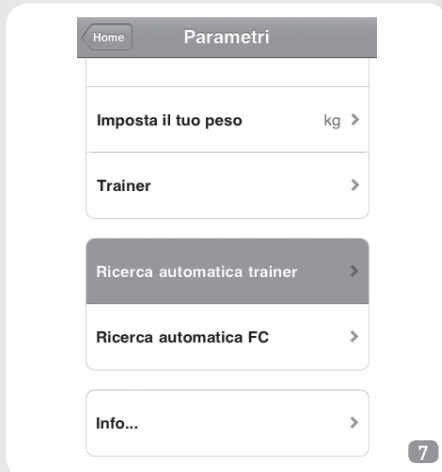 Home Parametri
Imposta il tuo peso kg
Trainer
Ricerca automatica trainer
Ricerca automatica FC
Info...
7